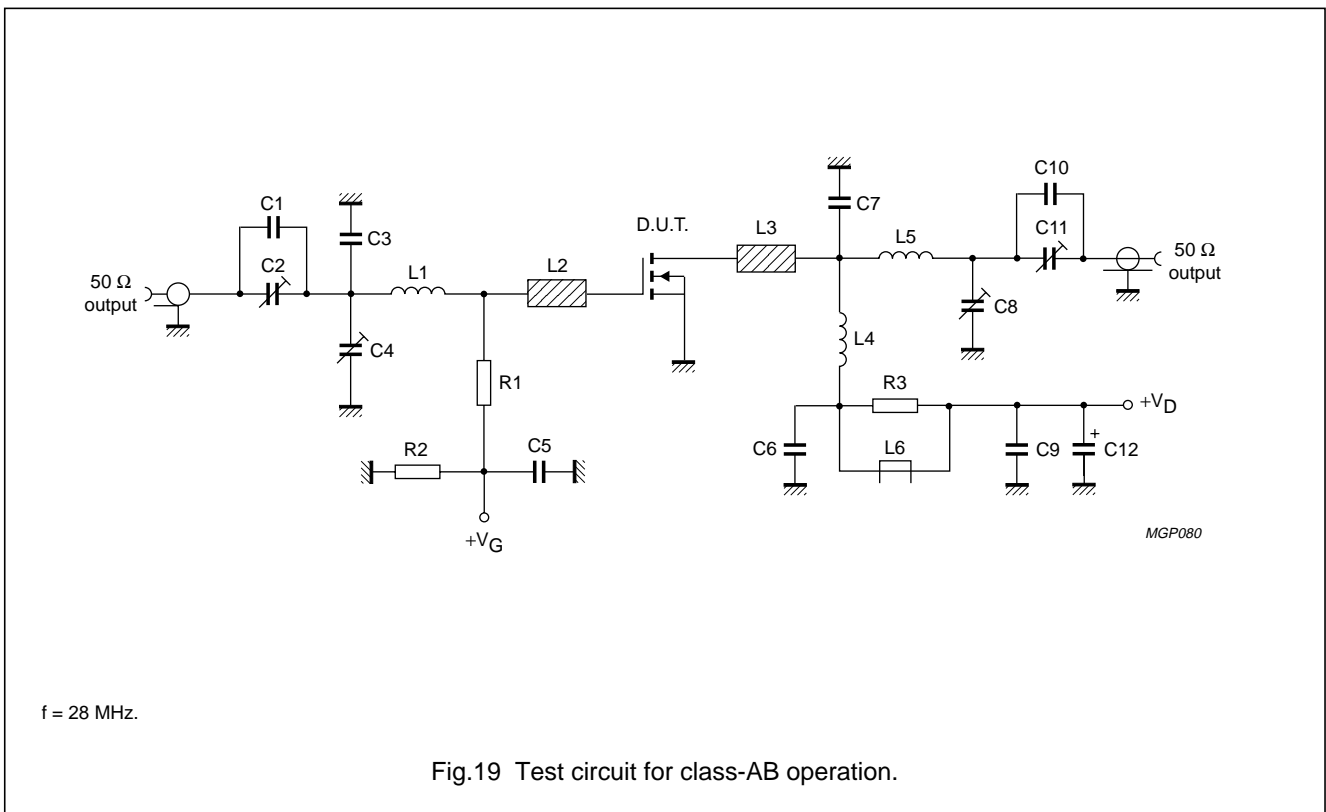 C10
C1
C7
C3
D.U.T.
L3
C11
L5
50 Ω
output
50 Ω
output
C2
L1
L2
C8
C4
L4
R1
R3
+VD
R2
C5
C6
L6
C9
+
C12
+VG
MGP080
f = 28 MHz.
Fig.19 Test circuit for class-AB operation.